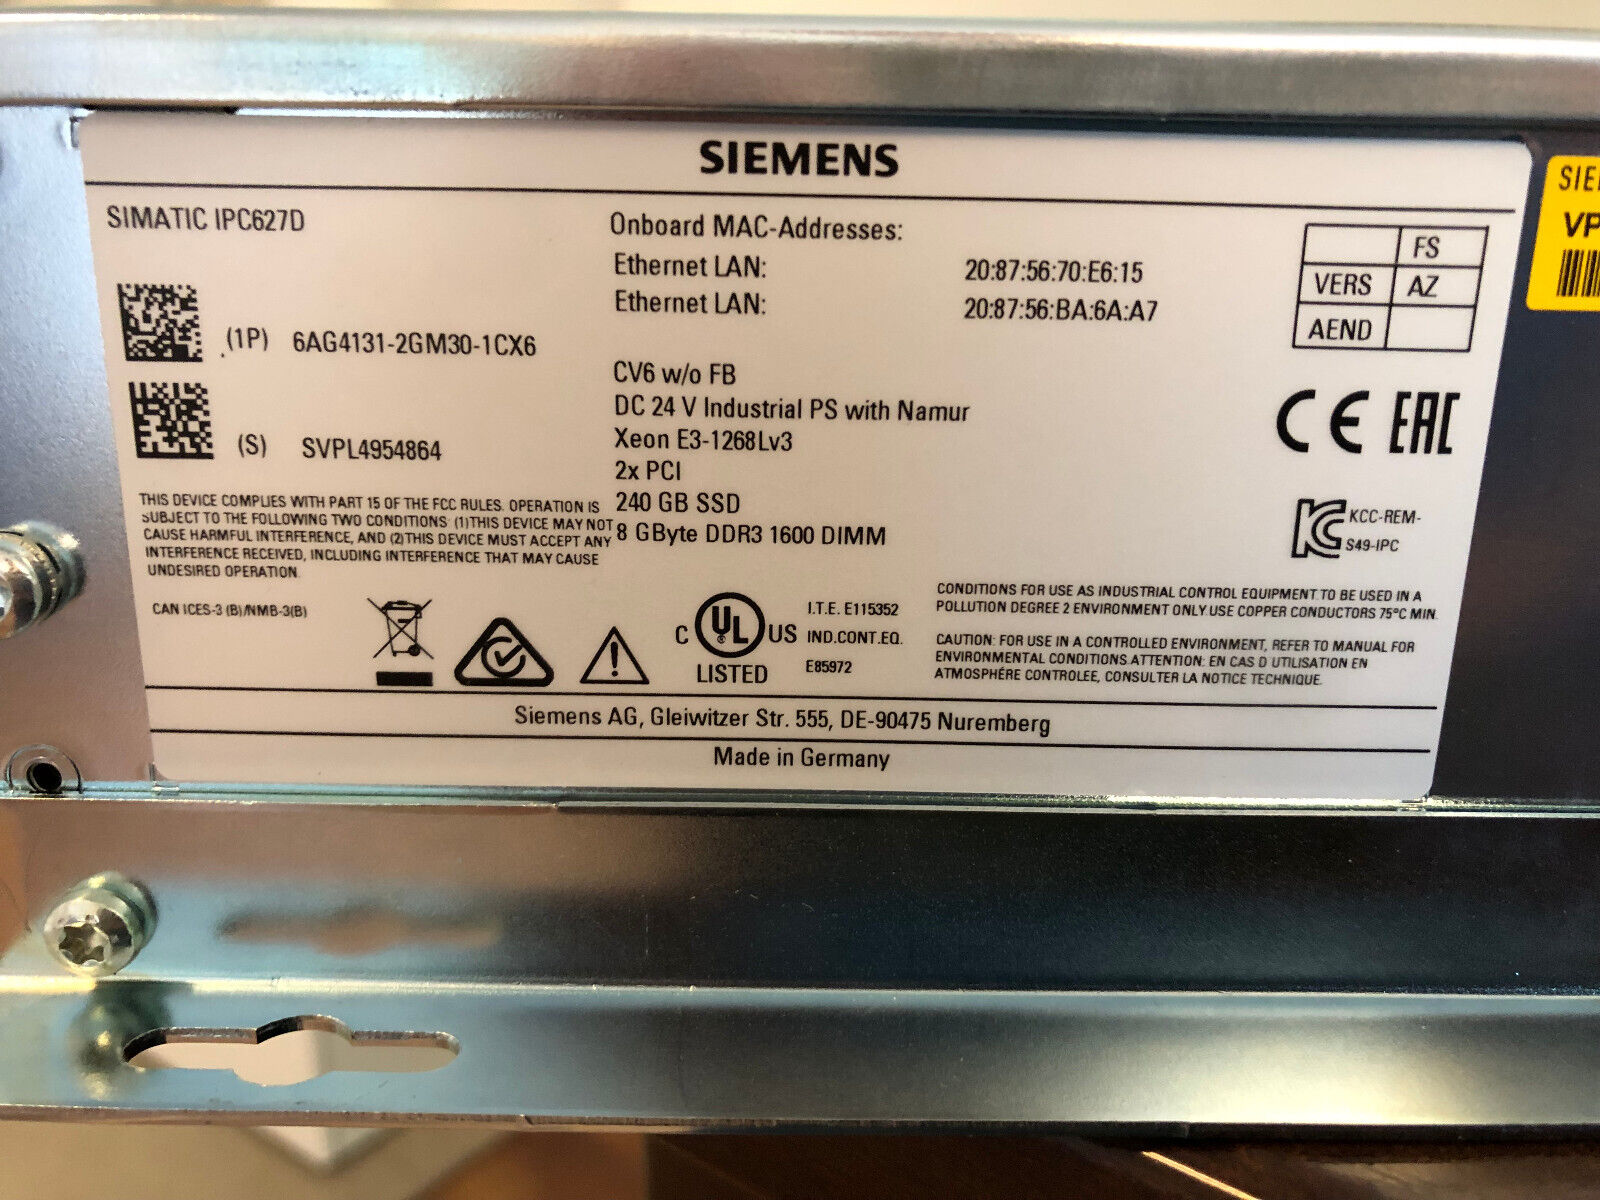 SIEMENS
SIMATIC IPC627D
(1P) 6AG4131-2GM30-1CX6
(S) SVPL4954864
THIS DEVICE COMPLIES WITH PART 15 OF THE FCC RULES. OPERATION IS
SUBJECT TO THE FOLLOWING TWO CONDITIONS: (1)THIS DEVICE MAY NOT
CAUSE HARMFUL INTERFERENCE, AND (2)THIS DEVICE MUST ACCEPT ANY
INTERFERENCE RECEIVED, INCLUDING INTERFERENCE THAT MAY CAUSE
UNDESIRED OPERATION.
CAN ICES-3 (B)/NMB-3(B)
Onboard MAC-Addresses:
Ethernet LAN: 20:87:56:70:E6:15
Ethernet LAN: 20:87:56:BA:6A:A7
CV6 w/o FB
DC 24 V Industrial PS with Namur
Xeon E3-1268Lv3
2x PCI
240 GB SSD
8 GByte DDR3 1600 DIMM
FS
VERS AZ
AEND
CE EAC
KCC-REM-
S49-IPC
C UL ® US
LISTED
I.T.E. E115352
IND.CONT.EQ.
E85972
CONDITIONS FOR USE AS INDUSTRIAL CONTROL EQUIPMENT:TO BE USED IN A
POLLUTION DEGREE 2 ENVIRONMENT ONLY USE COPPER CONDUCTORS 75°C MIN.
CAUTION: FOR USE IN A CONTROLLED ENVIRONMENT, REFER TO MANUAL FOR
ENVIRONMENTAL CONDITIONS.ATTENTION: EN CAS D UTILISATION EN
ATMOSPHÉRE CONTROLEE, CONSULTER LA NOTICE TECHNIQUE.
Siemens AG, Gleiwitzer Str. 555, DE-90475 Nuremberg
Made in Germany
SIE
VP